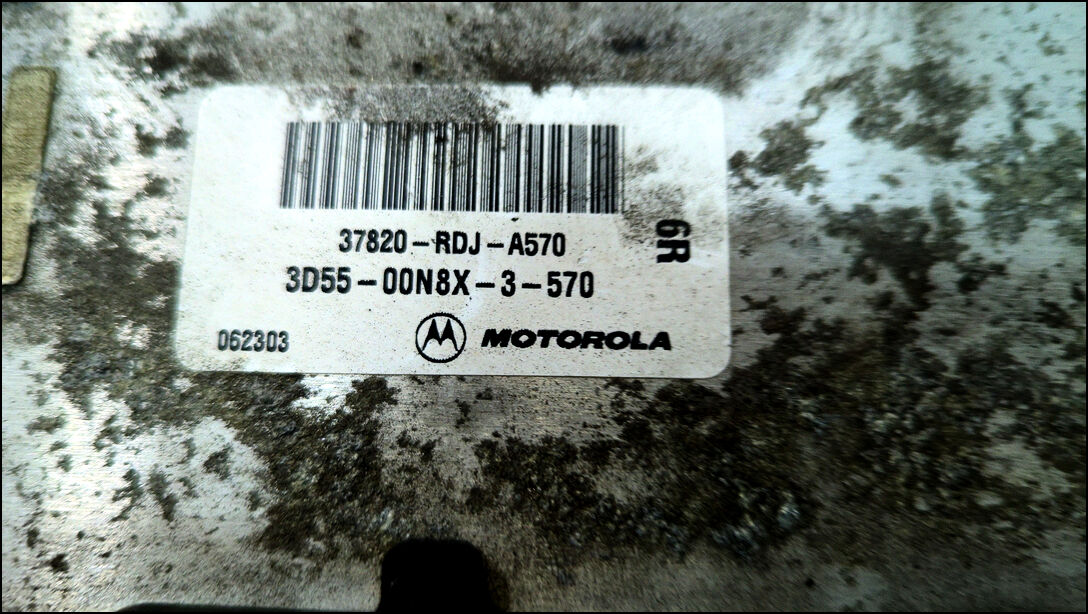 37820-RDJ-A570
6R
3D55-00N8X-3-570
062303
MOTOROLA